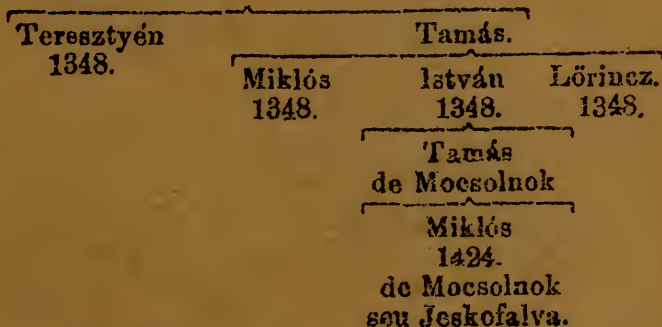 Teresztyén Tamás.
1348.
Miklós István Lőrincz.
1348. 1348. 1348.
Tamás
de Mocsolnok
Miklós
1424.
de Mocsolnok
seu Jeskofalva.